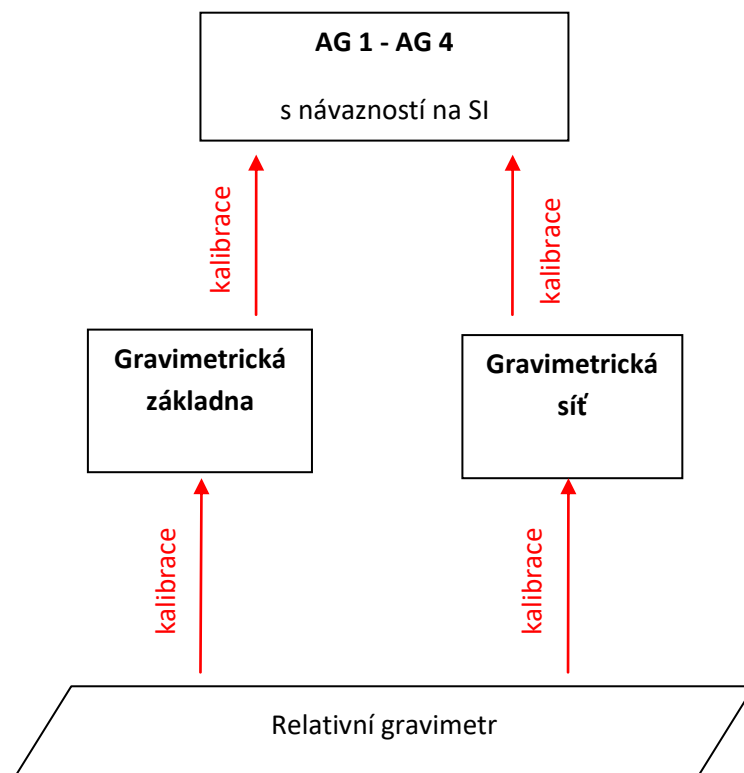 AG 1 - AG 4
s návazností na SI
kalibrace
kalibrace
Gravimetrická
základna
Gravimetrická
síť
kalibrace
kalibrace
Relativní gravimetr